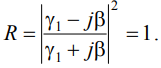 R = |(γ₁ − jβ)/(γ₁ + jβ)|² = 1.